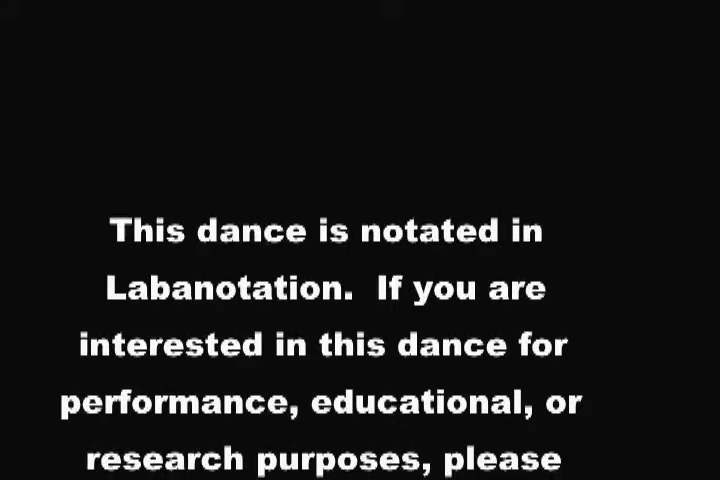 This dance is notated in
Labanotation.  If you are
interested in this dance for
performance, educational, or
research purposes, please